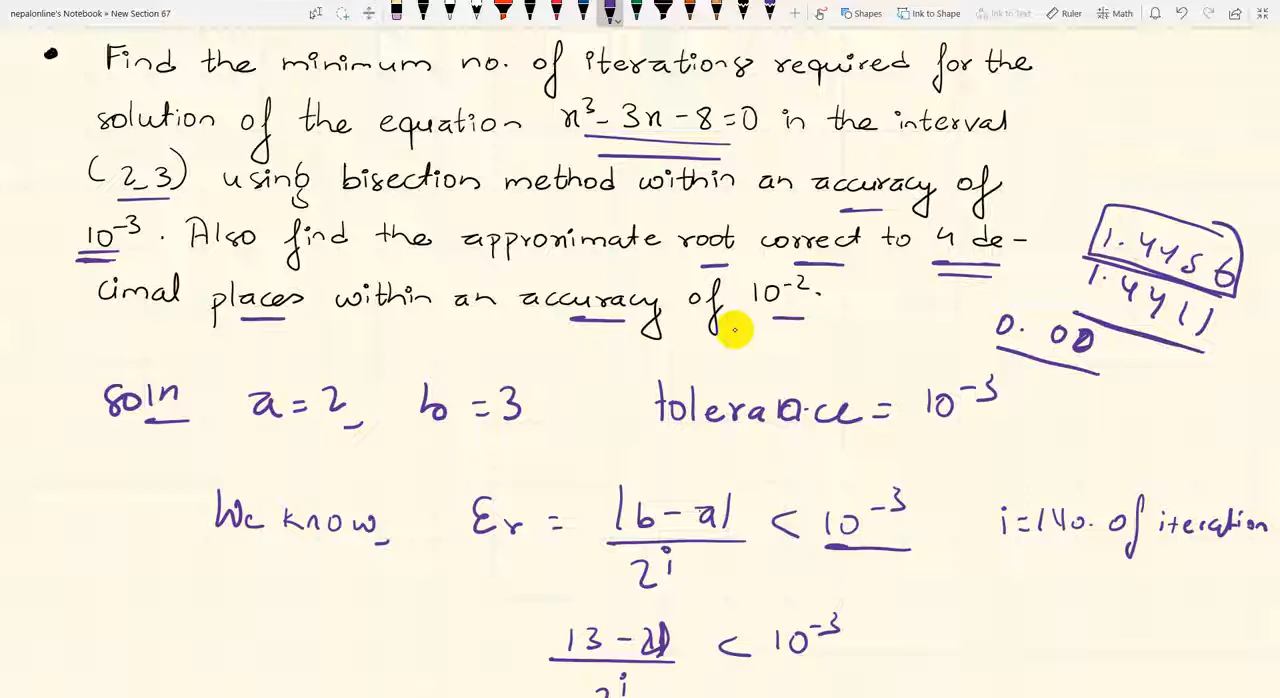 nepalonline's Notebook » New Section 67
Shapes Ink to Shape Ink to Text Ruler Math
• Find the minimum no. of iterations required for the
solution of the equation x³ - 3x - 8 = 0 in the interval
(2, 3) using bisection method within an accuracy of
10⁻³. Also find the approximate root correct to 4 de-
cimal places within an accuracy of 10⁻².
1.4456
1.4411
0.00
soln a = 2, b = 3 tolerance = 10⁻³
We know, Er = |b - a| / 2^i < 10⁻³ i = No. of iteration
|3 - 2| / 2^i < 10⁻³